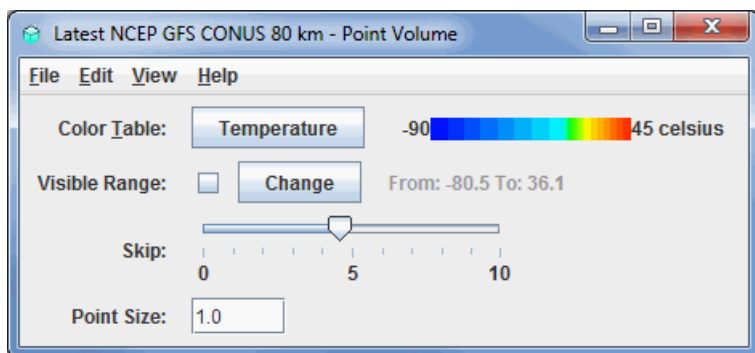 Latest NCEP GFS CONUS 80 km - Point Volume
File Edit View Help
Color Table: Temperature -90 45 celsius
Visible Range: Change From: -80.5 To: 36.1
Skip:
0 5 10
Point Size: 1.0